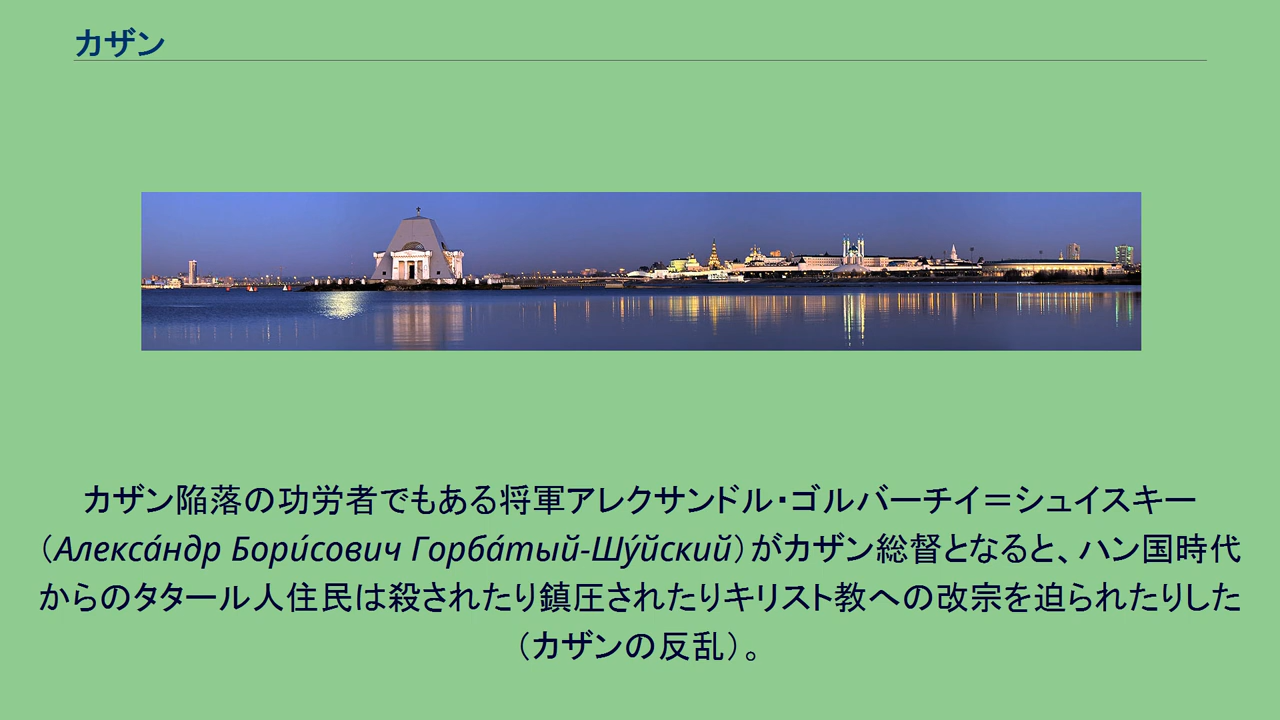 カザン
カザン陥落の功労者でもある将軍アレクサンドル・ゴルバーチイ＝シュイスキー
（Алекса́ндр Бори́сович Горба́тый-Шу́йский）がカザン総督となると、ハン国時代
からのタタール人住民は殺されたり鎮圧されたりキリスト教への改宗を迫られたりした
（カザンの反乱）。